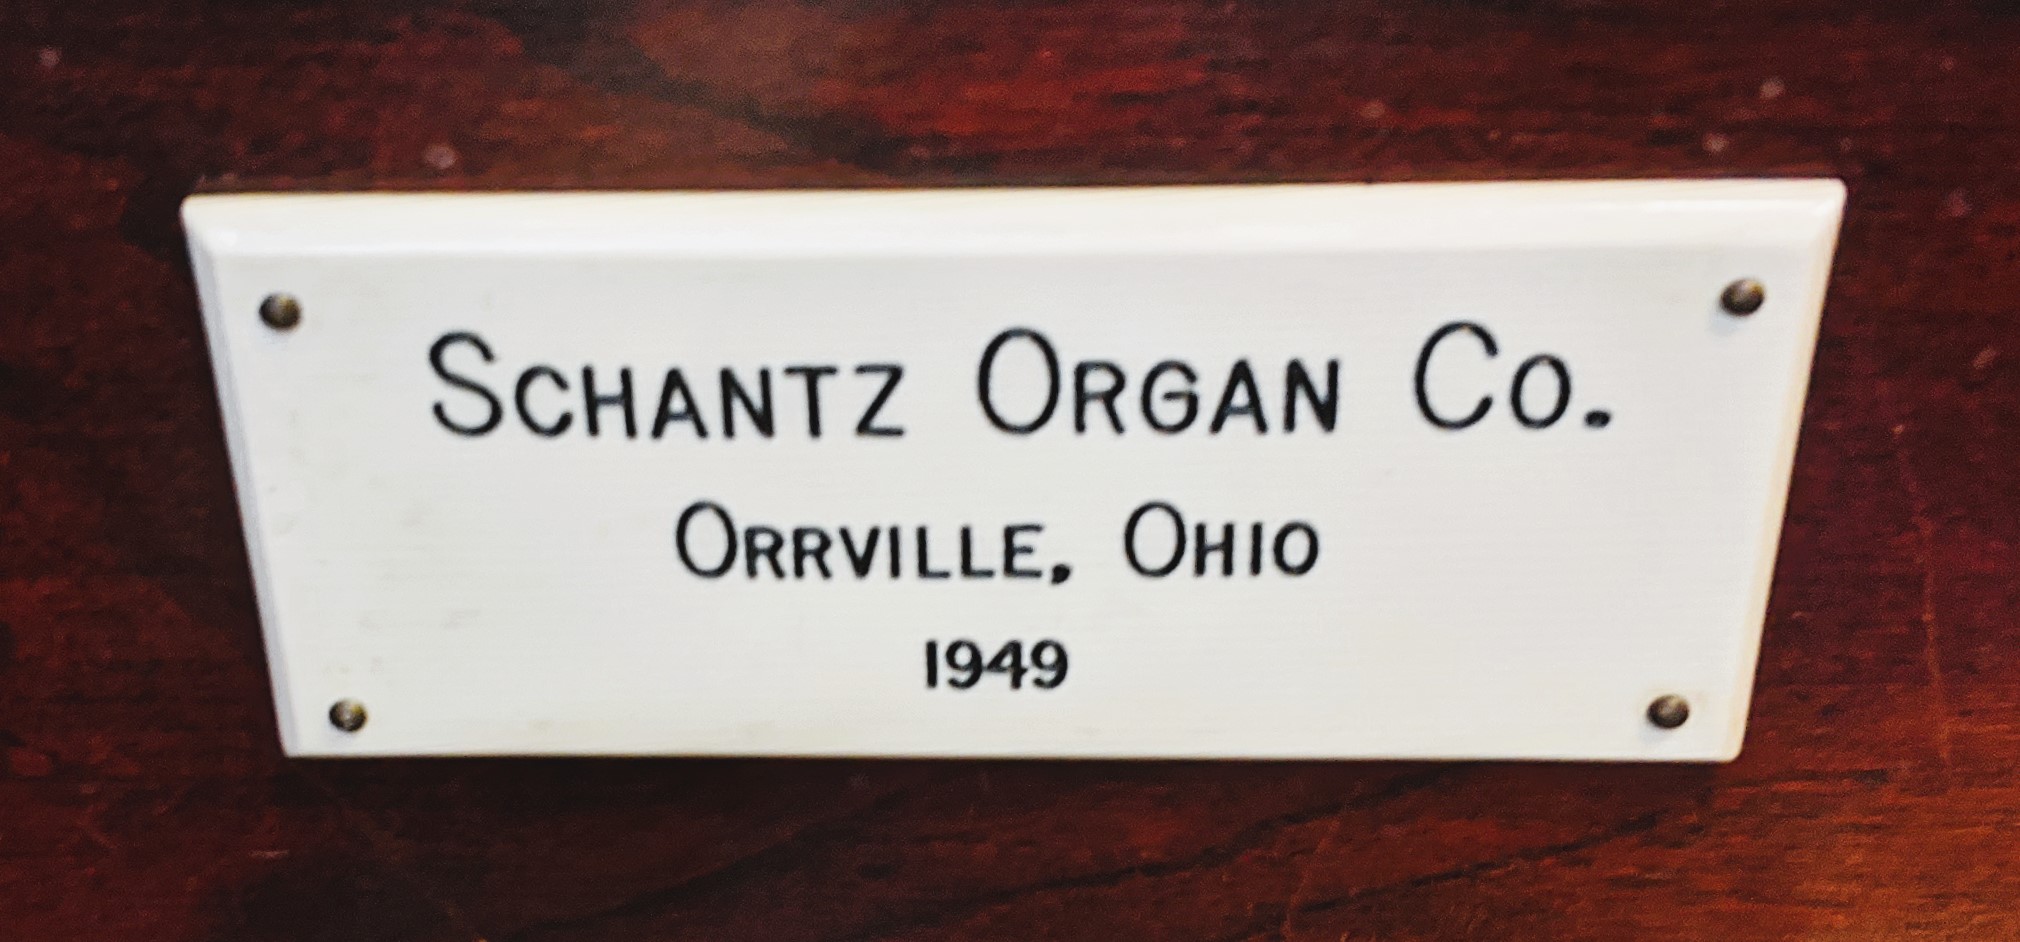 Schantz Organ Co.
Orrville, Ohio
1949